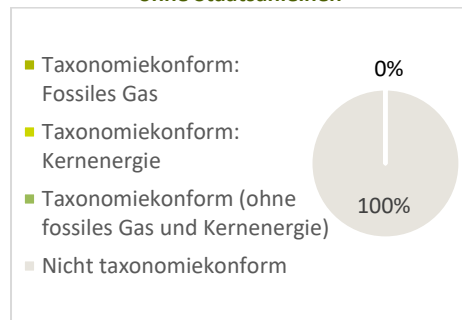 ohne Staatsanleihen*
Taxonomiekonform:
Fossiles Gas
Taxonomiekonform:
Kernenergie
Taxonomiekonform (ohne
fossiles Gas und Kernenergie)
Nicht taxonomiekonform
0%
100%